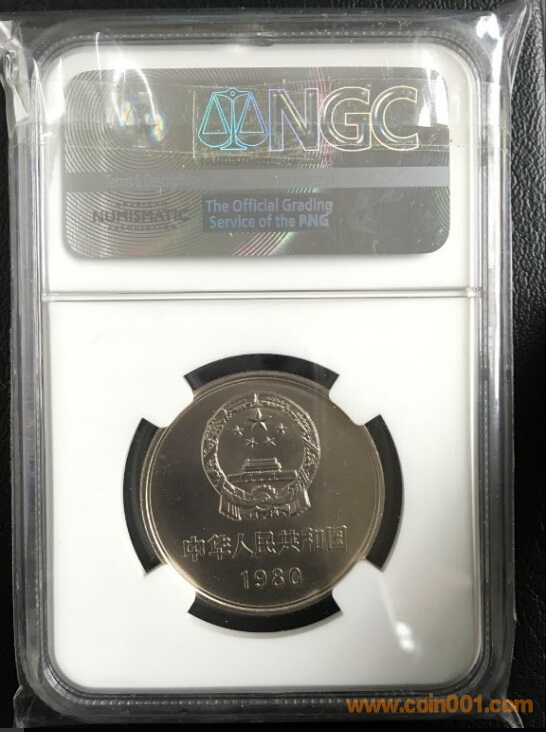 NGC
NUMISMATIC
The Official Grading
Service of the PNG
中华人民共和国
1980
www.coin001.com